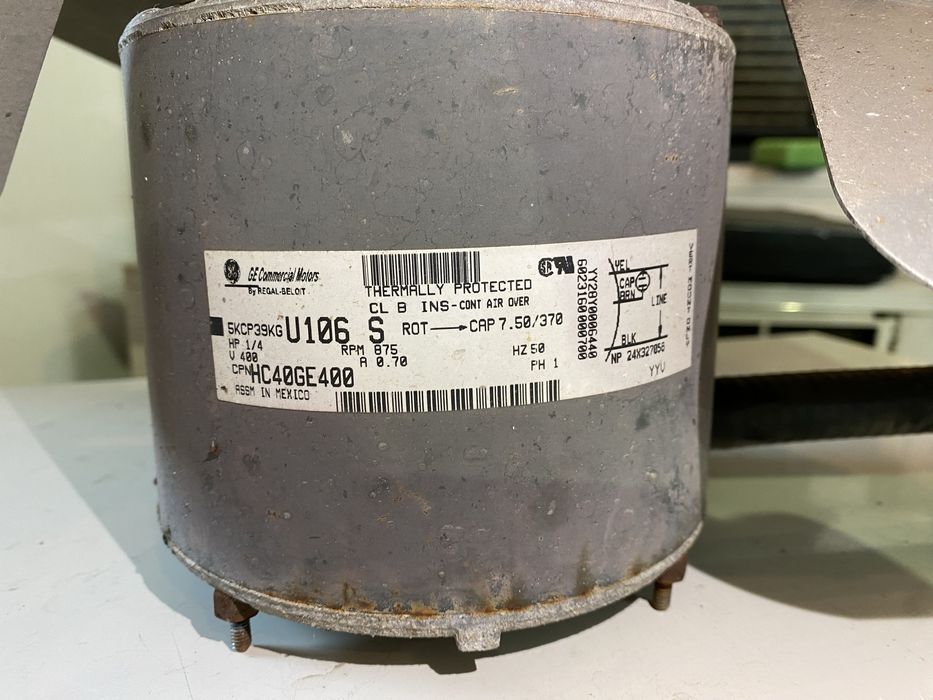 GE Commercial Motors
By REGAL-BELOIT
THERMALLY PROTECTED
CL B INS-CONT AIR OVER
5KCP39KG U106 S ROT → CAP 7.50/370
HP 1/4 RPM 875 HZ 50
V 400 A 0.70 PH 1
CPN HC40GE400
ASSM IN MEXICO
YY28Y0006440
6023160000700
YEL
CAP
BRN
LINE
BLK
NP 24X327056
YYV